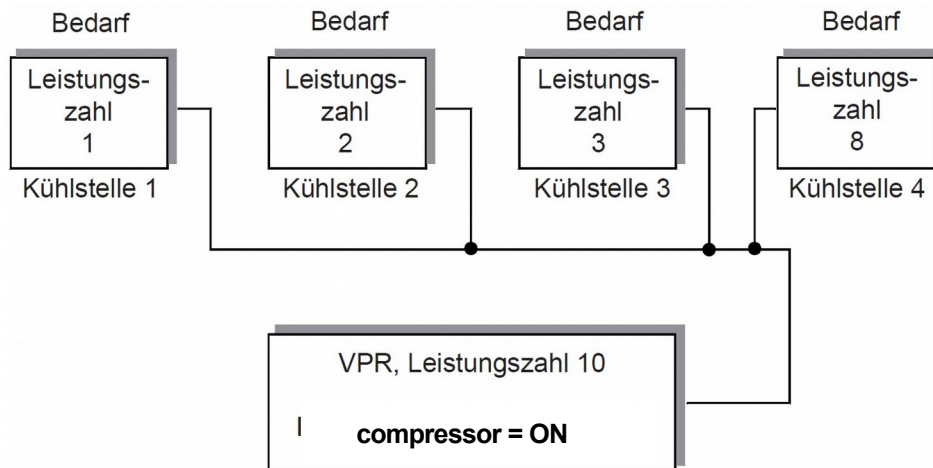 Bedarf
Leistungs-
zahl
1
Kühlstelle 1
Bedarf
Leistungs-
zahl
2
Kühlstelle 2
Bedarf
Leistungs-
zahl
3
Kühlstelle 3
Bedarf
Leistungs-
zahl
8
Kühlstelle 4
VPR, Leistungszahl 10
compressor = ON